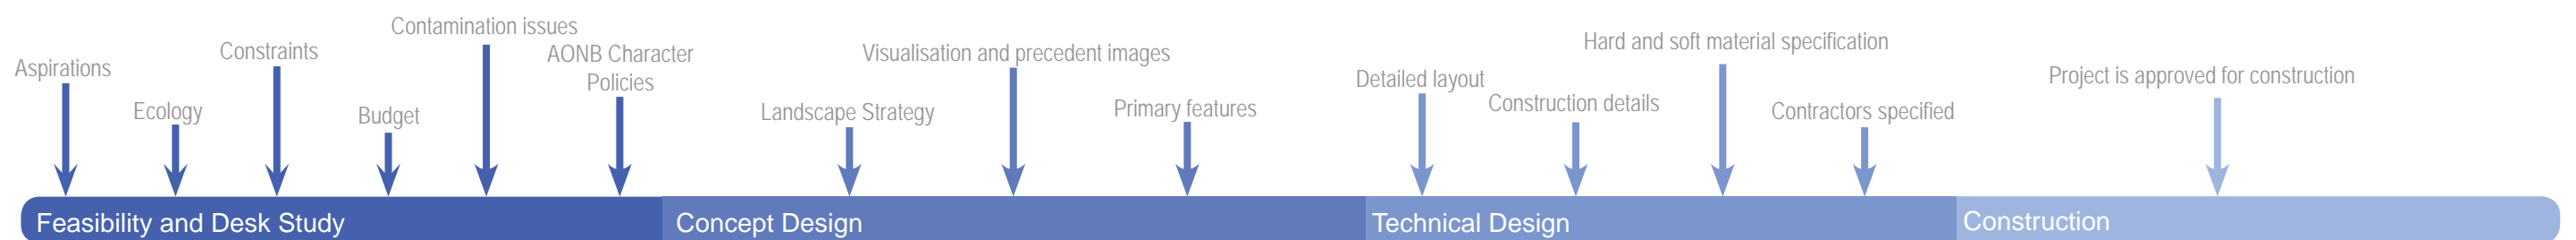 Aspirations
Ecology
Constraints
Budget
Contamination issues
AONB Character
Policies
Landscape Strategy
Visualisation and precedent images
Primary features
Detailed layout
Construction details
Hard and soft material specification
Contractors specified
Project is approved for construction
Feasibility and Desk Study
Concept Design
Technical Design
Construction